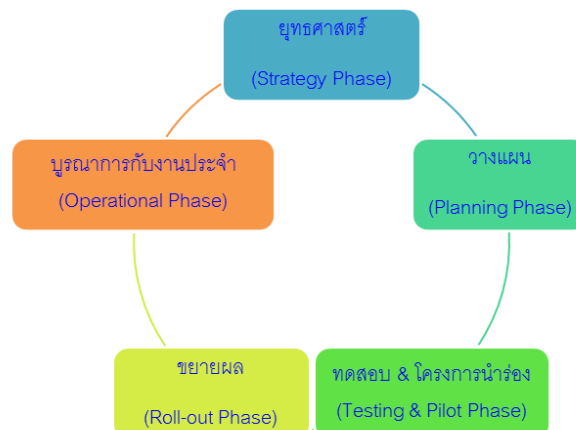 ยุทธศาสตร์
(Strategy Phase)
วางแผน
(Planning Phase)
ทดสอบ & โครงการนำร่อง
(Testing & Pilot Phase)
ขยายผล
(Roll-out Phase)
บูรณาการกับงานประจำ
(Operational Phase)